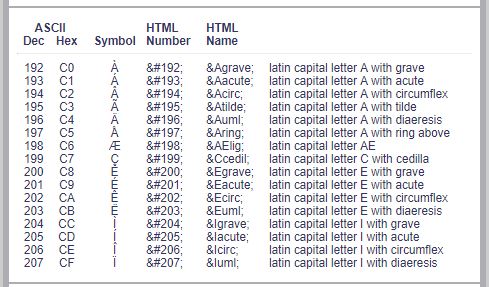 ASCII HTML HTML
Dec Hex Symbol Number Name
192 C0 À &#192; &Agrave; latin capital letter A with grave
193 C1 Á &#193; &Aacute; latin capital letter A with acute
194 C2 Â &#194; &Acirc; latin capital letter A with circumflex
195 C3 Ã &#195; &Atilde; latin capital letter A with tilde
196 C4 Ä &#196; &Auml; latin capital letter A with diaeresis
197 C5 Å &#197; &Aring; latin capital letter A with ring above
198 C6 Æ &#198; &AElig; latin capital letter AE
199 C7 Ç &#199; &Ccedil; latin capital letter C with cedilla
200 C8 È &#200; &Egrave; latin capital letter E with grave
201 C9 É &#201; &Eacute; latin capital letter E with acute
202 CA Ê &#202; &Ecirc; latin capital letter E with circumflex
203 CB Ë &#203; &Euml; latin capital letter E with diaeresis
204 CC Ì &#204; &Igrave; latin capital letter I with grave
205 CD Í &#205; &Iacute; latin capital letter I with acute
206 CE Î &#206; &Icirc; latin capital letter I with circumflex
207 CF Ï &#207; &Iuml; latin capital letter I with diaeresis